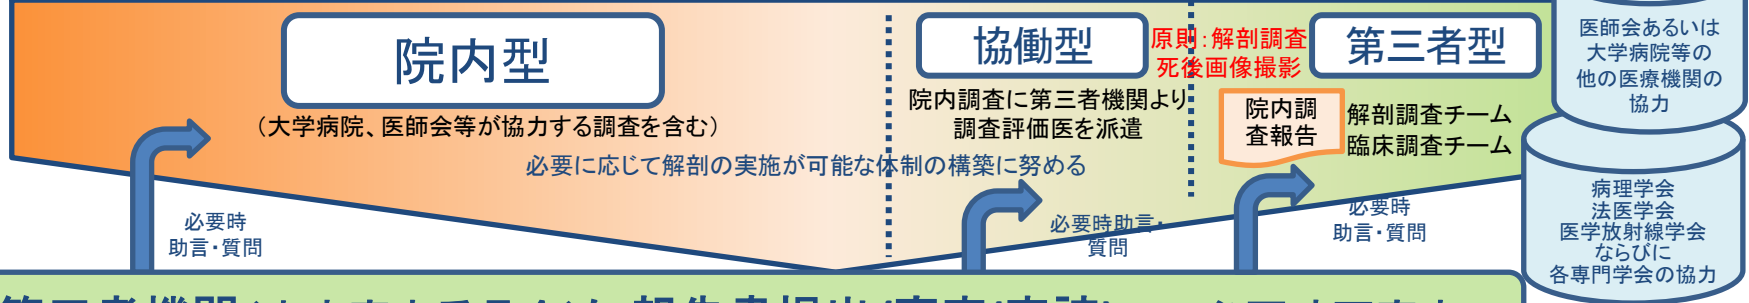 院内型
（大学病院、医師会等が協力する調査を含む）
必要に応じて解剖の実施が可能な体制の構築に努める
協働型
院内調査に第三者機関より
調査評価医を派遣
原則：解剖調査
死後画像撮影
第三者型
院内調
査報告
解剖調査チーム
臨床調査チーム
医師会あるいは
大学病院等の
他の医療機関の
協力
病理学会
法医学会
医学放射線学会
ならびに
各専門学会の協力
必要時
助言・質問
必要時助言・
質問
必要時
助言・質問